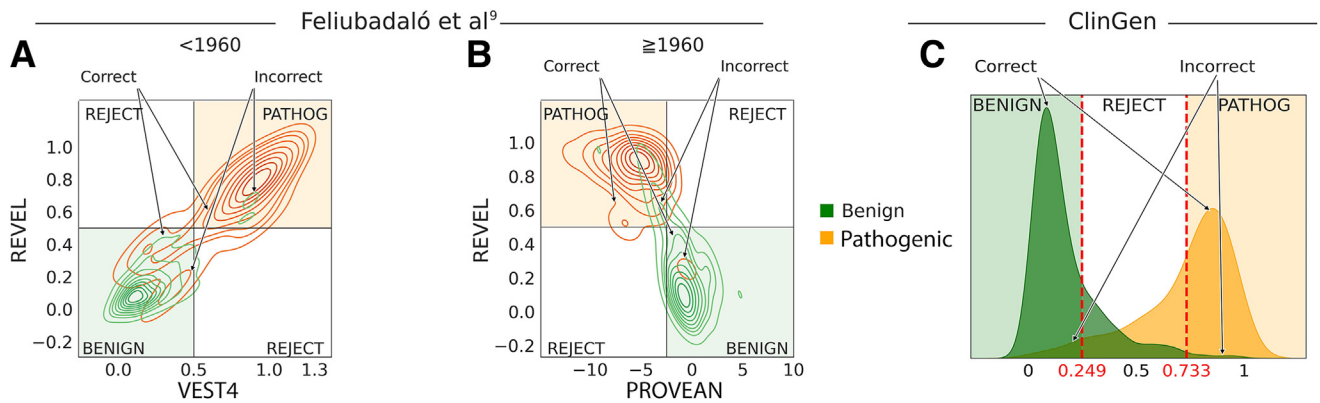 Feliubadaló et al⁹
ClinGen
A
<1960
Correct
Incorrect
REJECT
PATHOG
REVEL
1.0
0.8
0.6
0.4
0.2
0.0
−0.2
BENIGN
REJECT
0.0
0.5
1.0
1.3
VEST4
B
≧1960
Correct
Incorrect
PATHOG
REJECT
REVEL
1.0
0.8
0.6
0.4
0.2
0.0
−0.2
REJECT
BENIGN
−10
−5
0
5
10
PROVEAN
Benign
Pathogenic
C
Correct
Incorrect
BENIGN
REJECT
PATHOG
0
0.249
0.5
0.733
1